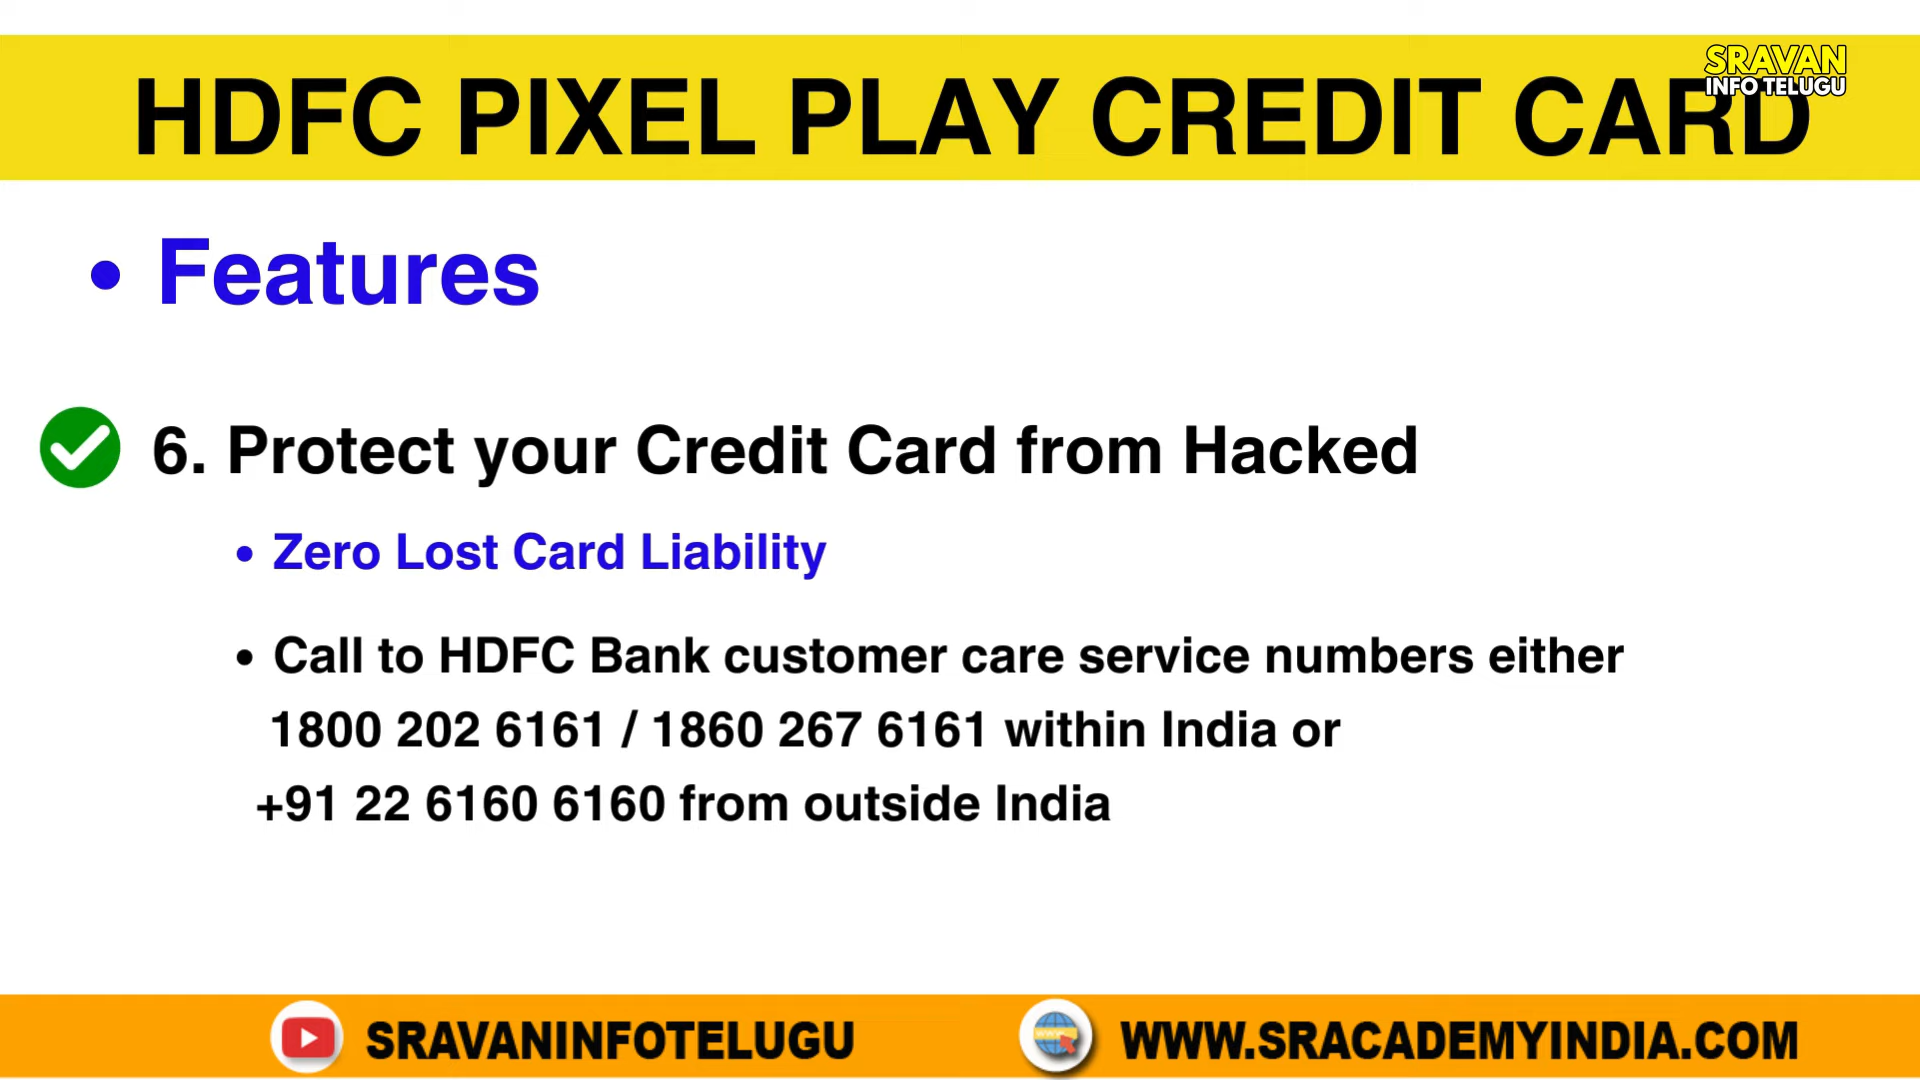 SRAVAN
INFO TELUGU
HDFC PIXEL PLAY CREDIT CARD
• Features
6. Protect your Credit Card from Hacked
• Zero Lost Card Liability
• Call to HDFC Bank customer care service numbers either
1800 202 6161 / 1860 267 6161 within India or
+91 22 6160 6160 from outside India
SRAVANINFOTELUGU
WWW.SRACADEMYINDIA.COM